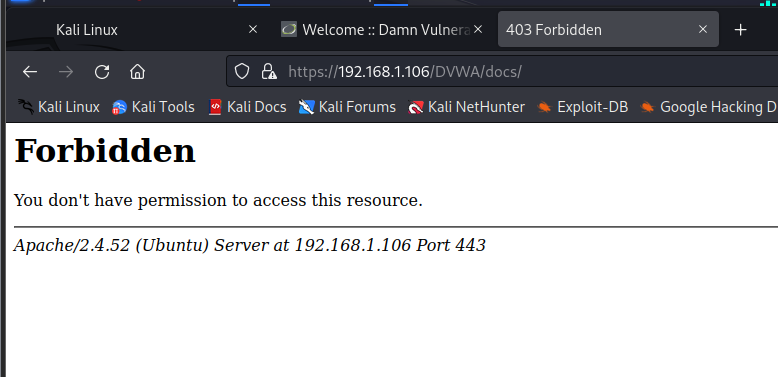 Kali Linux
Welcome :: Damn Vulnera
403 Forbidden
https://192.168.1.106/DVWA/docs/
Kali Linux Kali Tools Kali Docs Kali Forums Kali NetHunter Exploit-DB Google Hacking D
Forbidden
You don't have permission to access this resource.
Apache/2.4.52 (Ubuntu) Server at 192.168.1.106 Port 443